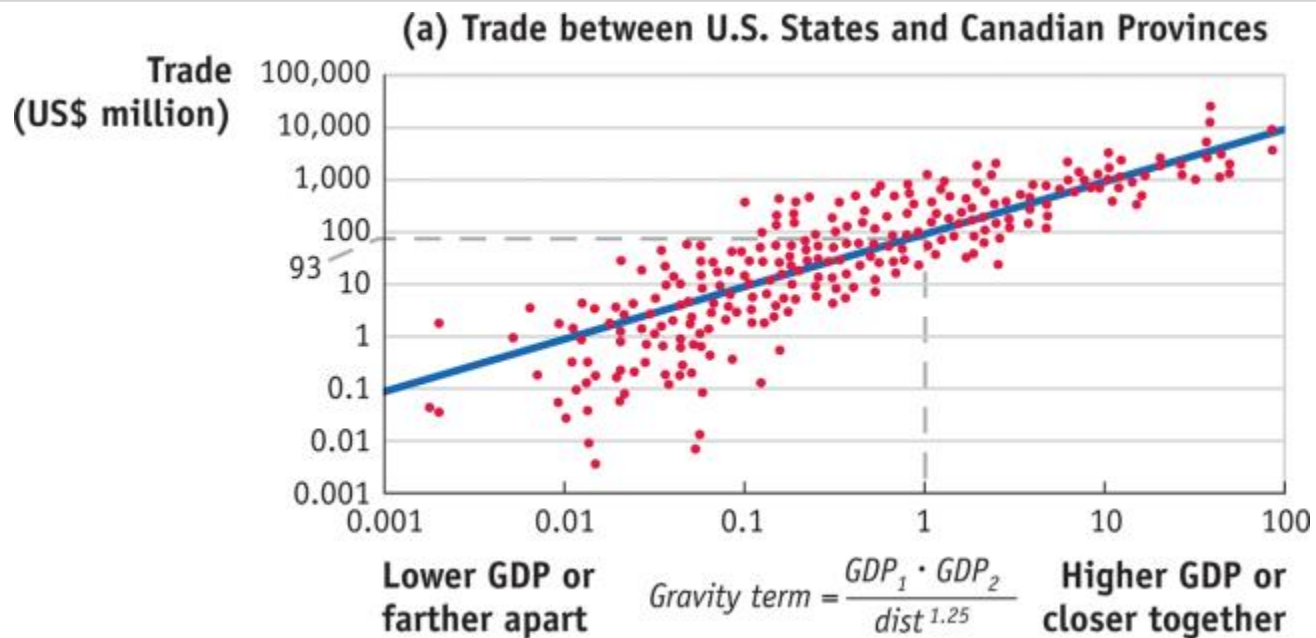 (a) Trade between U.S. States and Canadian Provinces
Trade
(US$ million)
100,000
10,000
1,000
100
93
10
1
0.1
0.01
0.001
0.001 0.01 0.1 1 10 100
Lower GDP or
farther apart
Gravity term = GDP₁ · GDP₂ / dist¹·²⁵
Higher GDP or
closer together